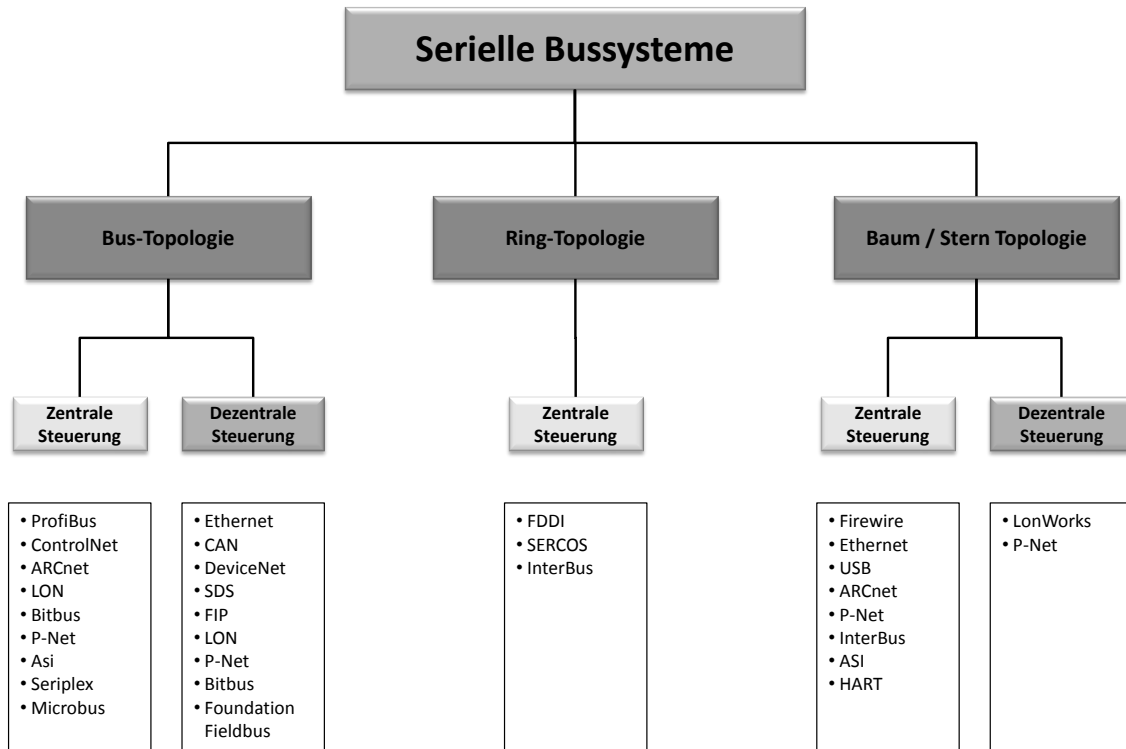 Serielle Bussysteme
Bus-Topologie
Ring-Topologie
Baum / Stern Topologie
Zentrale
Steuerung
Dezentrale
Steuerung
Zentrale
Steuerung
Zentrale
Steuerung
Dezentrale
Steuerung
• ProfiBus
• ControlNet
• ARCnet
• LON
• Bitbus
• P-Net
• Asi
• Seriplex
• Microbus
• Ethernet
• CAN
• DeviceNet
• SDS
• FIP
• LON
• P-Net
• Bitbus
• Foundation
Fieldbus
• FDDI
• SERCOS
• InterBus
• Firewire
• Ethernet
• USB
• ARCnet
• P-Net
• InterBus
• ASI
• HART
• LonWorks
• P-Net